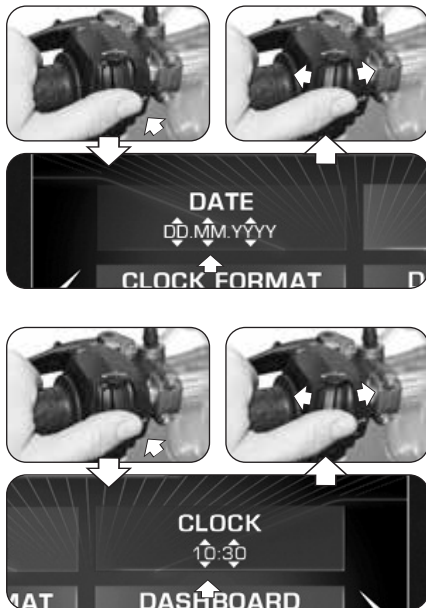 DATE
DD.MM.YYYY
CLOCK FORMAT
CLOCK
10:30
DASHBOARD